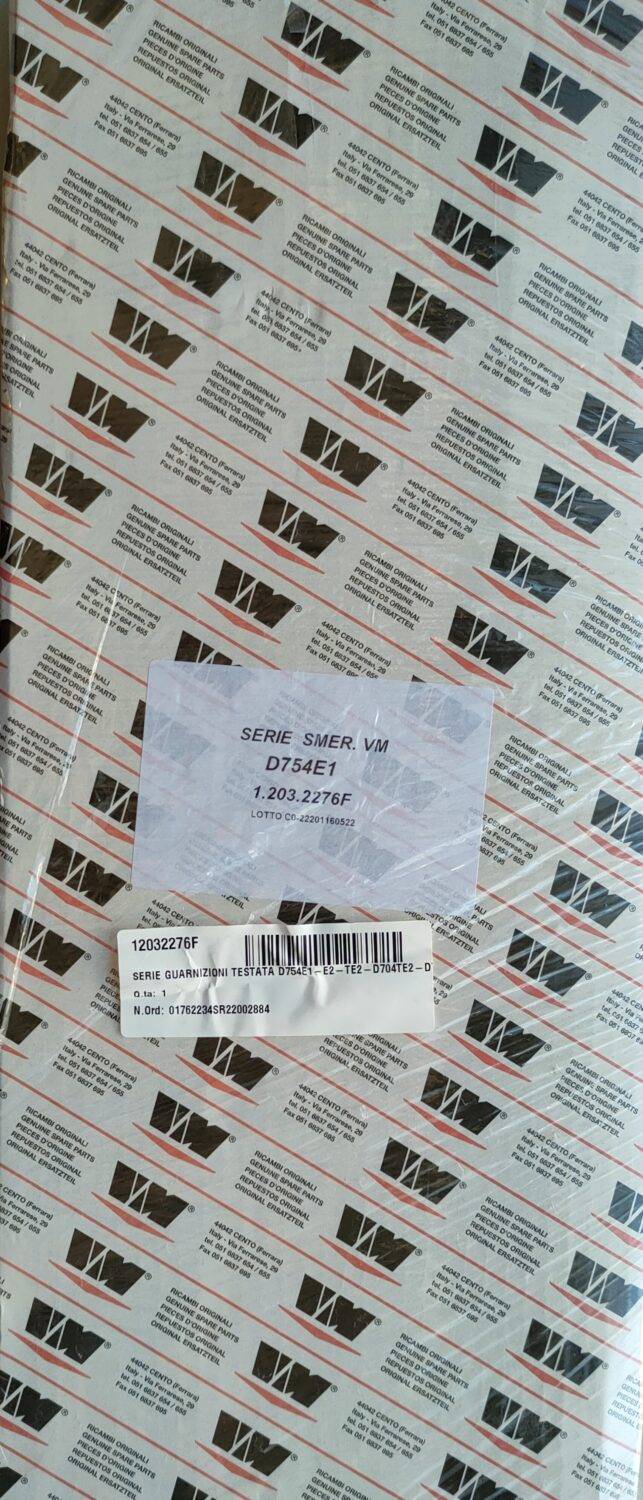 VM®
RICAMBI ORIGINALI
GENUINE SPARE PARTS
PIECES D'ORIGINE
REPUESTOS ORIGINAL
ORIGINAL ERSATZTEIL
44042 CENTO (Ferrara)
Italy - Via Ferrarese, 29
tel. 051 6837 654 / 655
Fax 051 6837 695
SERIE SMER. VM
D754E1
1.203.2276F
LOTTO C0-22201160522
12032276F
SERIE GUARNIZIONI TESTATA D754E1-E2-TE2-D704TE2-D
Q.ta: 1
N.Ord: 01762234SR22002884